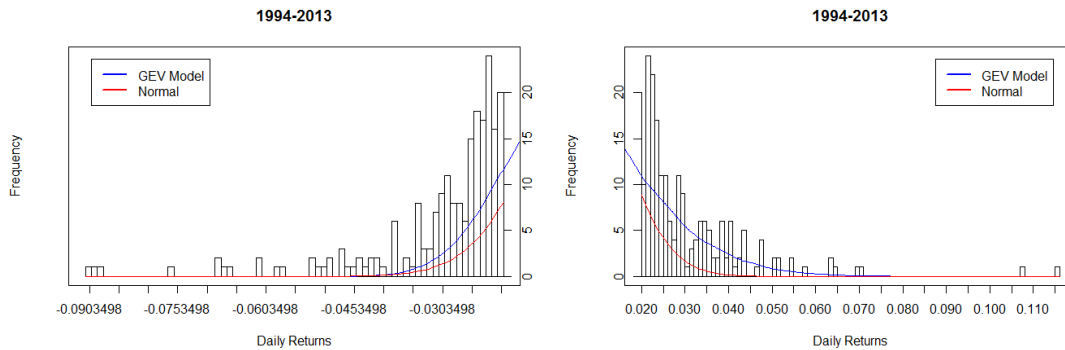 1994-2013
GEV Model
Normal
Frequency
0 5 10 15 20
-0.0903498 -0.0753498 -0.0603498 -0.0453498 -0.0303498
Daily Returns
1994-2013
GEV Model
Normal
Frequency
0 5 10 15 20
0.020 0.030 0.040 0.050 0.060 0.070 0.080 0.090 0.100 0.110
Daily Returns